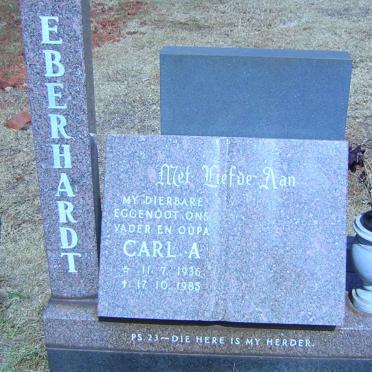 EBERHARDT
Met Liefde Aan
MY DIERBARE
EGGENOOT ONS
VADER EN OUPA
CARL A
☆ 11. 7. 1936
† 17. 10. 1985
PS. 23 — DIE HERE IS MY HERDER.